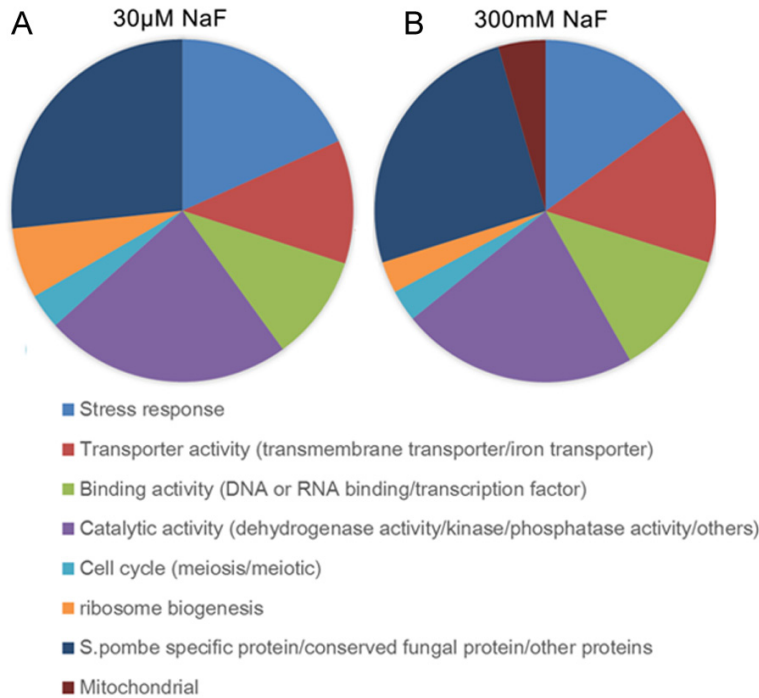 A
30µM NaF
B
300mM NaF
Stress response
Transporter activity (transmembrane transporter/iron transporter)
Binding activity (DNA or RNA binding/transcription factor)
Catalytic activity (dehydrogenase activity/kinase/phosphatase activity/others)
Cell cycle (meiosis/meiotic)
ribosome biogenesis
S.pombe specific protein/conserved fungal protein/other proteins
Mitochondrial